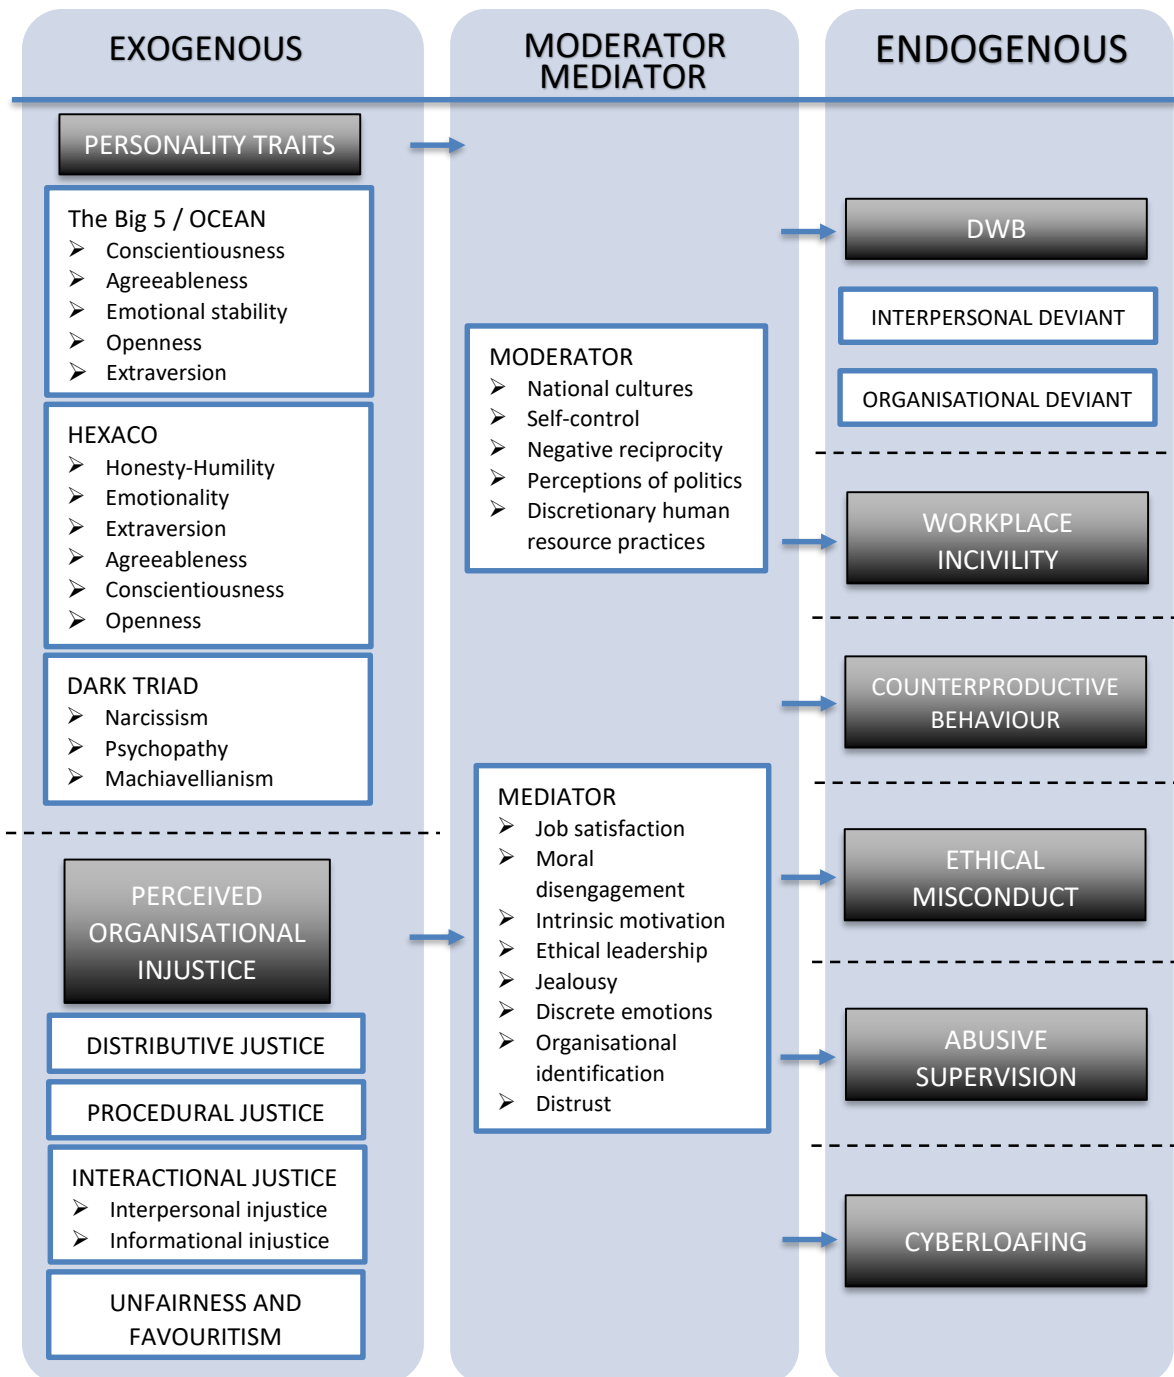 EXOGENOUS
PERSONALITY TRAITS
The Big 5 / OCEAN
Conscientiousness
Agreeableness
Emotional stability
Openness
Extraversion
HEXACO
Honesty-Humility
Emotionality
Extraversion
Agreeableness
Conscientiousness
Openness
DARK TRIAD
Narcissism
Psychopathy
Machiavellianism
PERCEIVED
ORGANISATIONAL
INJUSTICE
DISTRIBUTIVE JUSTICE
PROCEDURAL JUSTICE
INTERACTIONAL JUSTICE
Interpersonal injustice
Informational injustice
UNFAIRNESS AND
FAVOURITISM
MODERATOR
MEDIATOR
MODERATOR
National cultures
Self-control
Negative reciprocity
Perceptions of politics
Discretionary human
resource practices
MEDIATOR
Job satisfaction
Moral
disengagement
Intrinsic motivation
Ethical leadership
Jealousy
Discrete emotions
Organisational
identification
Distrust
ENDOGENOUS
DWB
INTERPERSONAL DEVIANT
ORGANISATIONAL DEVIANT
WORKPLACE
INCIVILITY
COUNTERPRODUCTIVE
BEHAVIOUR
ETHICAL
MISCONDUCT
ABUSIVE
SUPERVISION
CYBERLOAFING